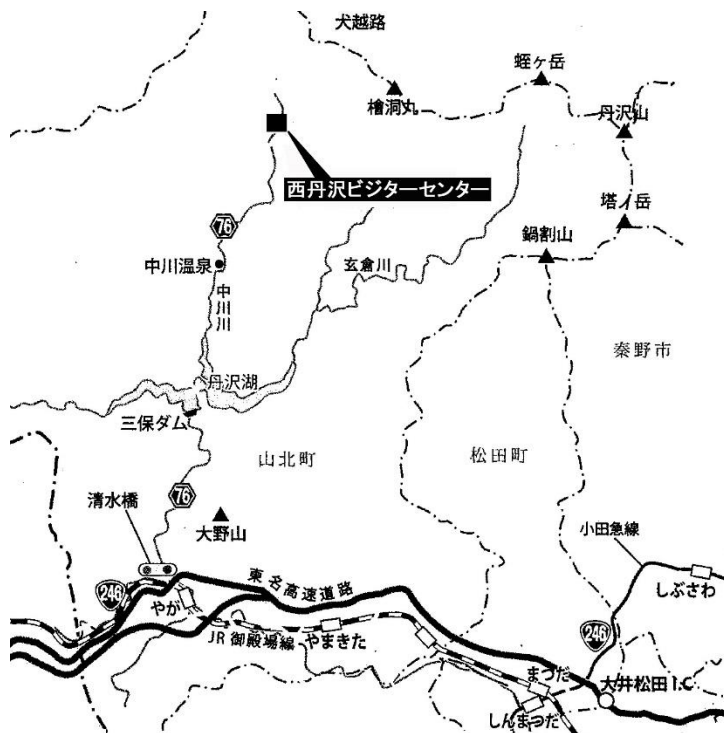 犬越路
蛭ヶ岳
檜洞丸
丹沢山
西丹沢ビジターセンター
塔ノ岳
76
鍋割山
中川温泉
玄倉川
中川川
秦野市
丹沢湖
三保ダム
山北町
松田町
76
清水橋
大野山
小田急線
東名高速道路
しぶさわ
246
やが
246
JR御殿場線
やまきた
まつだ
大井松田I.C
しんまつだ